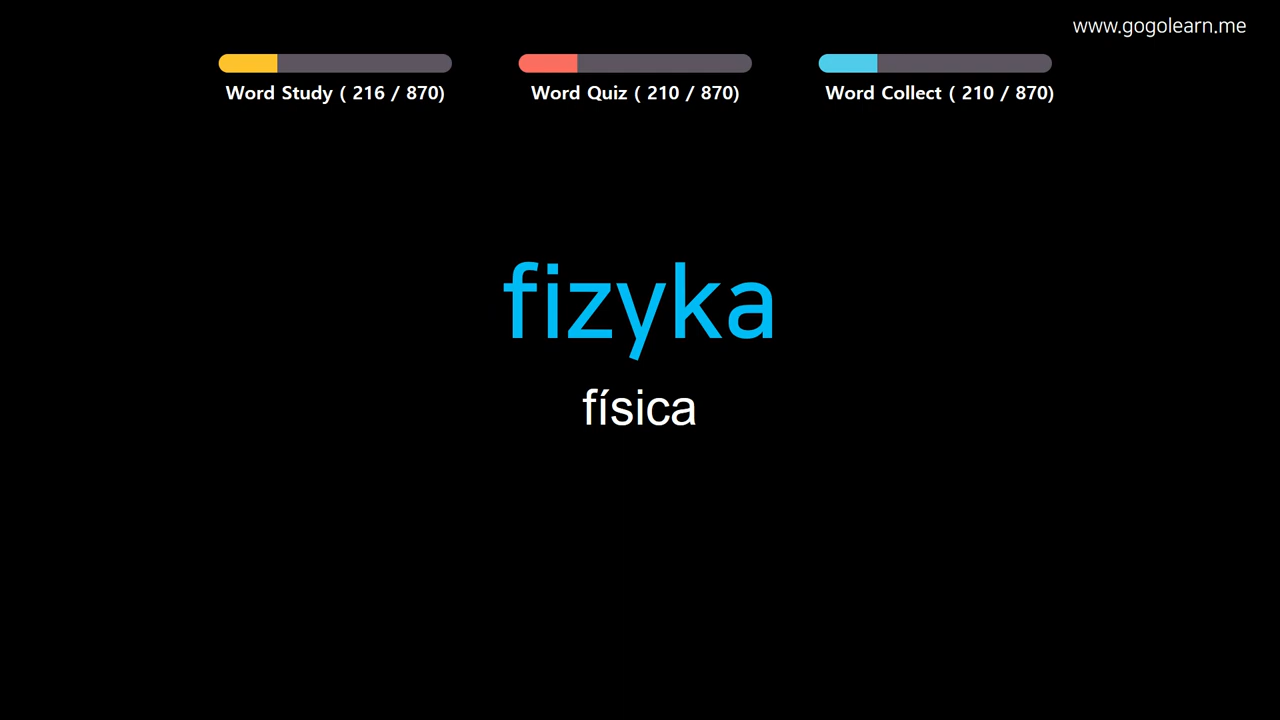 www.gogolearn.me
Word Study ( 216 / 870)
Word Quiz ( 210 / 870)
Word Collect ( 210 / 870)
fizyka
física